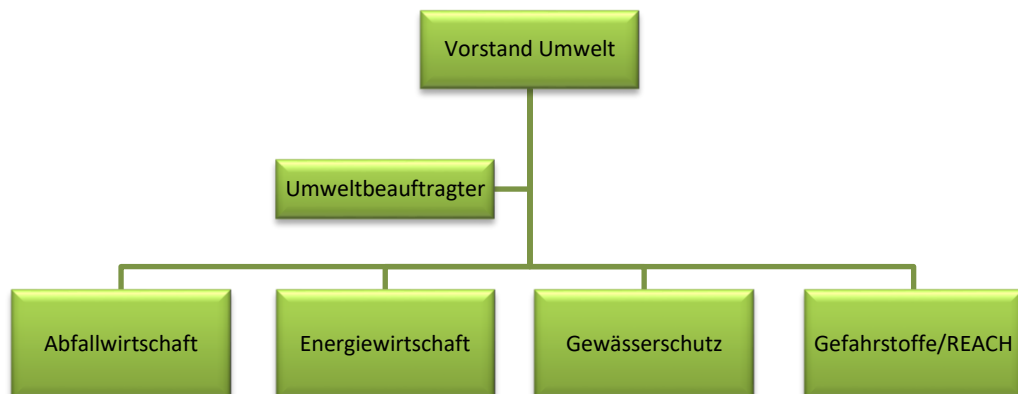 Vorstand Umwelt
Umweltbeauftragter
Abfallwirtschaft
Energiewirtschaft
Gewässerschutz
Gefahrstoffe/REACH